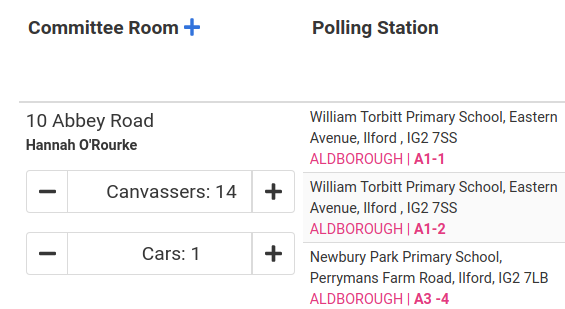 Committee Room +
Polling Station
10 Abbey Road
Hannah O'Rourke
− Canvassers: 14 +
− Cars: 1 +
William Torbitt Primary School, Eastern
Avenue, Ilford , IG2 7SS
ALDBOROUGH | A1-1
William Torbitt Primary School, Eastern
Avenue, Ilford , IG2 7SS
ALDBOROUGH | A1-2
Newbury Park Primary School,
Perrymans Farm Road, Ilford, IG2 7LB
ALDBOROUGH | A3 -4